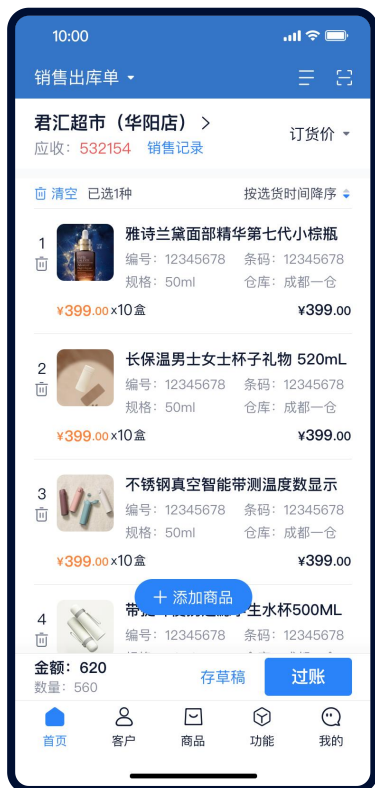 10:00
销售出库单
君汇超市（华阳店） >
订货价
应收：532154 销售记录
清空 已选1种 按选货时间降序
1
雅诗兰黛面部精华第七代小棕瓶
编号：12345678 条码：12345678
规格：50ml 仓库：成都一仓
¥399.00x10盒 ¥399.00
2
长保温男士女士杯子礼物 520mL
编号：12345678 条码：12345678
规格：50ml 仓库：成都一仓
¥399.00x10盒 ¥399.00
3
不锈钢真空智能带测温度数显示
编号：12345678 条码：12345678
规格：50ml 仓库：成都一仓
¥399.00x10盒 ¥399.00
+ 添加商品
4
生水杯500ML
编号：12345678 条码：12345678
金额：620
数量：560
存草稿
过账
首页 客户 商品 功能 我的